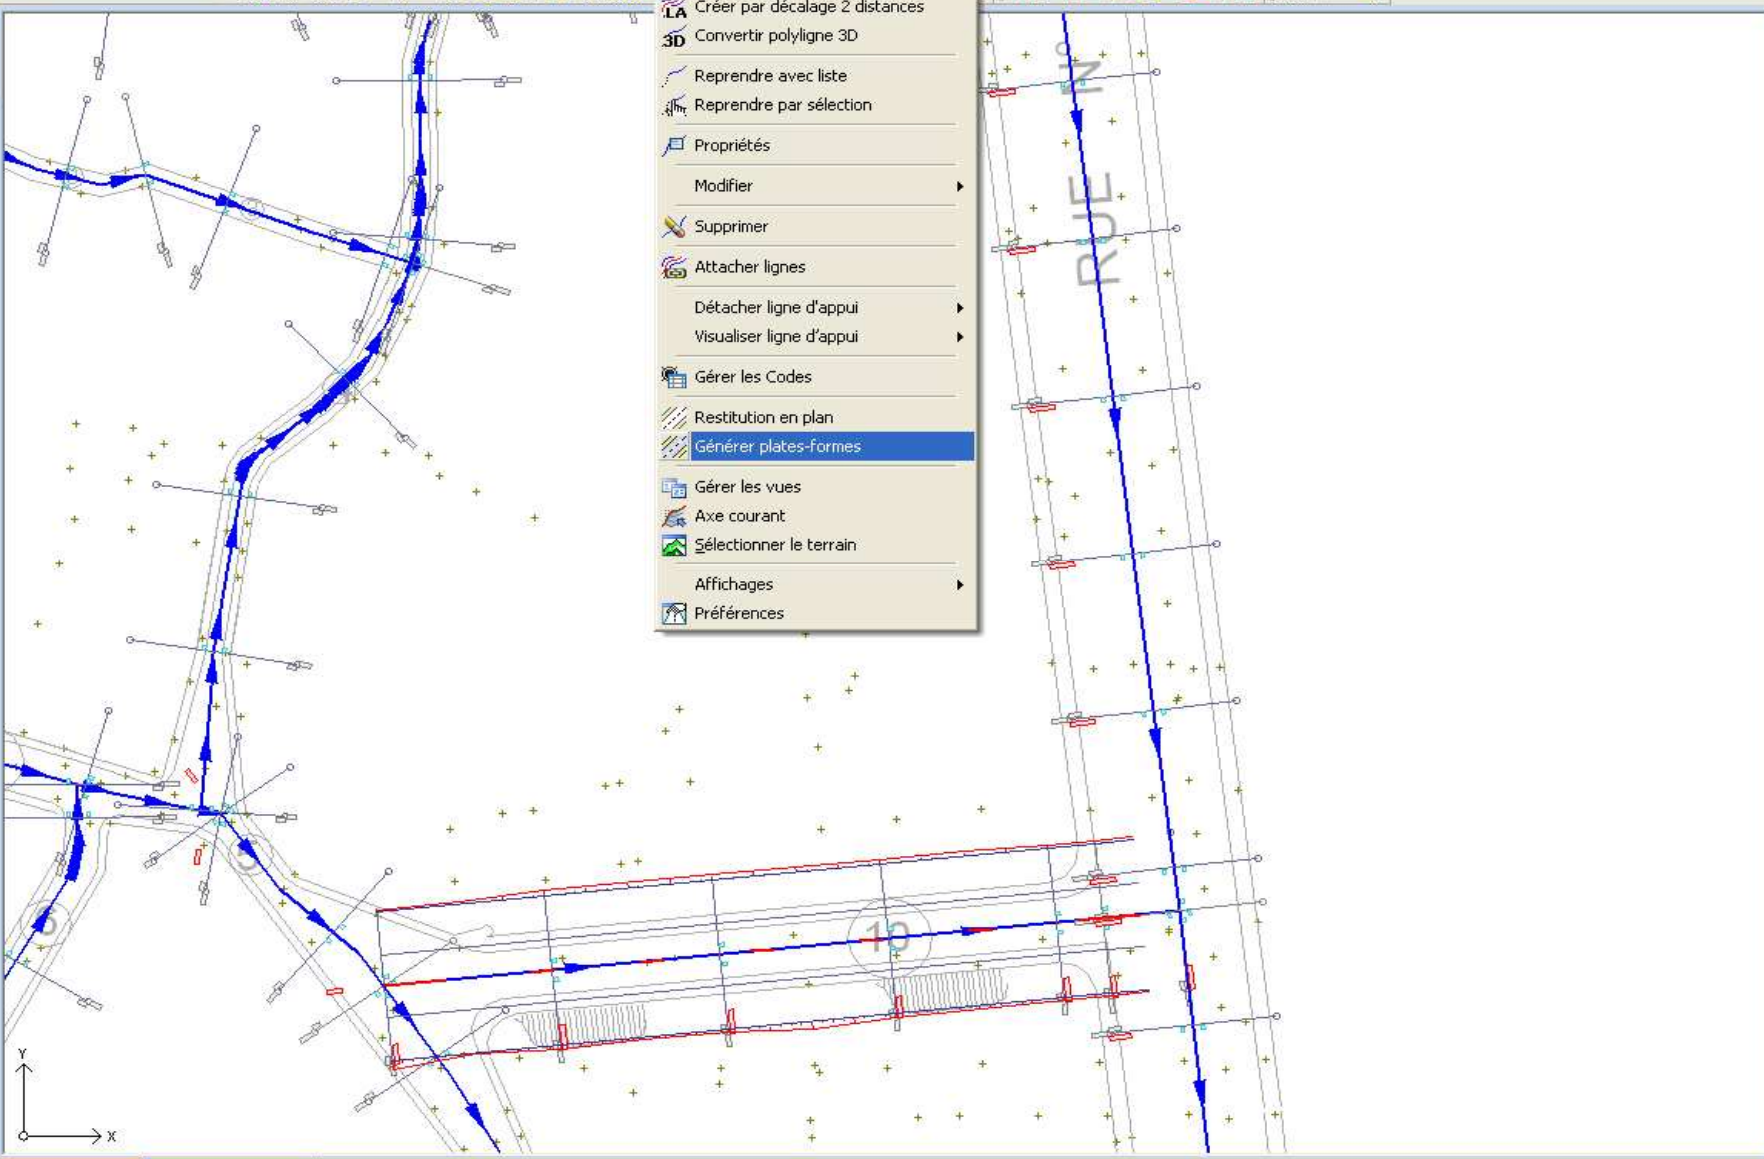 Créer par décalage 2 distances
3D Convertir polyligne 3D
Reprendre avec liste
Reprendre par sélection
Propriétés
Modifier
Supprimer
Attacher lignes
Détacher ligne d'appui
Visualiser ligne d'appui
Gérer les Codes
Restitution en plan
Générer plates-formes
Gérer les vues
Axe courant
Sélectionner le terrain
Affichages
Préférences
RUE N°
5
10
Y
X